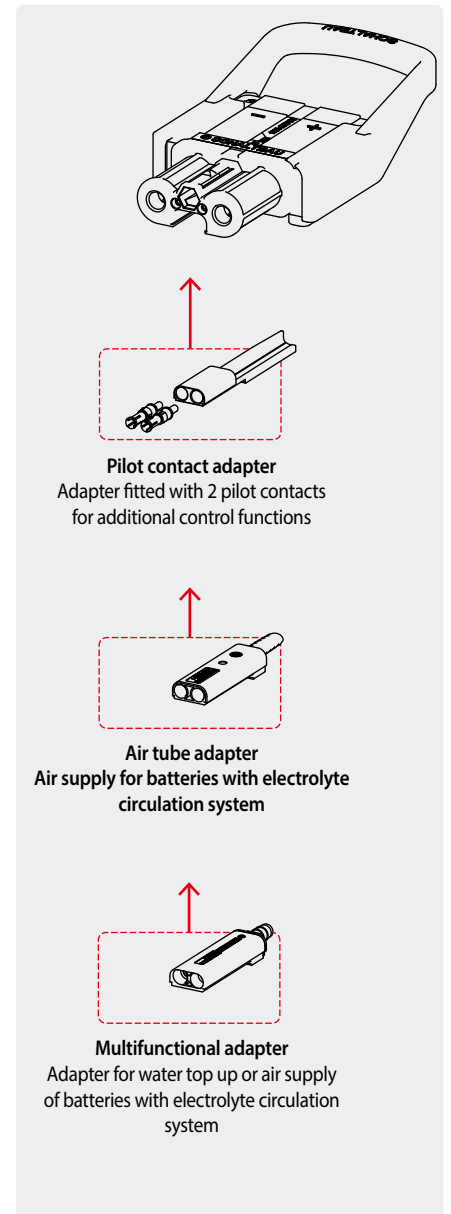 SCHALTBAU
− +
SCHALTBAU
Pilot contact adapter
Adapter fitted with 2 pilot contacts
for additional control functions
Air tube adapter
Air supply for batteries with electrolyte
circulation system
Multifunctional adapter
Adapter for water top up or air supply
of batteries with electrolyte circulation
system